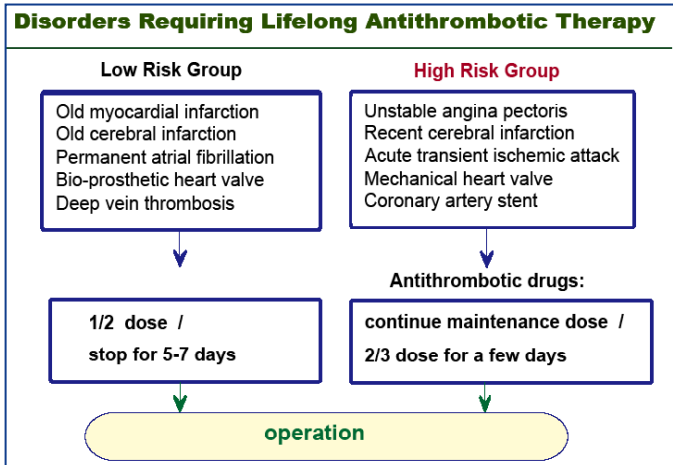 Disorders Requiring Lifelong Antithrombotic Therapy
Low Risk Group
Old myocardial infarction
Old cerebral infarction
Permanent atrial fibrillation
Bio-prosthetic heart valve
Deep vein thrombosis
High Risk Group
Unstable angina pectoris
Recent cerebral infarction
Acute transient ischemic attack
Mechanical heart valve
Coronary artery stent
Antithrombotic drugs:
1/2 dose /
stop for 5-7 days
continue maintenance dose /
2/3 dose for a few days
operation